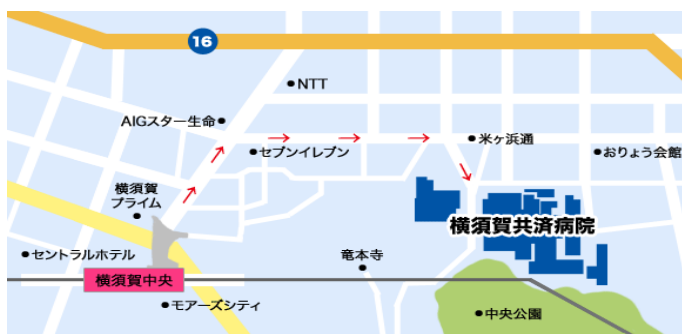 16
NTT
AIGスター生命
セブンイレブン
米ヶ浜通
おりょう会館
横須賀
プライム
横須賀共済病院
セントラルホテル
竜本寺
横須賀中央
モアーズシティ
中央公園